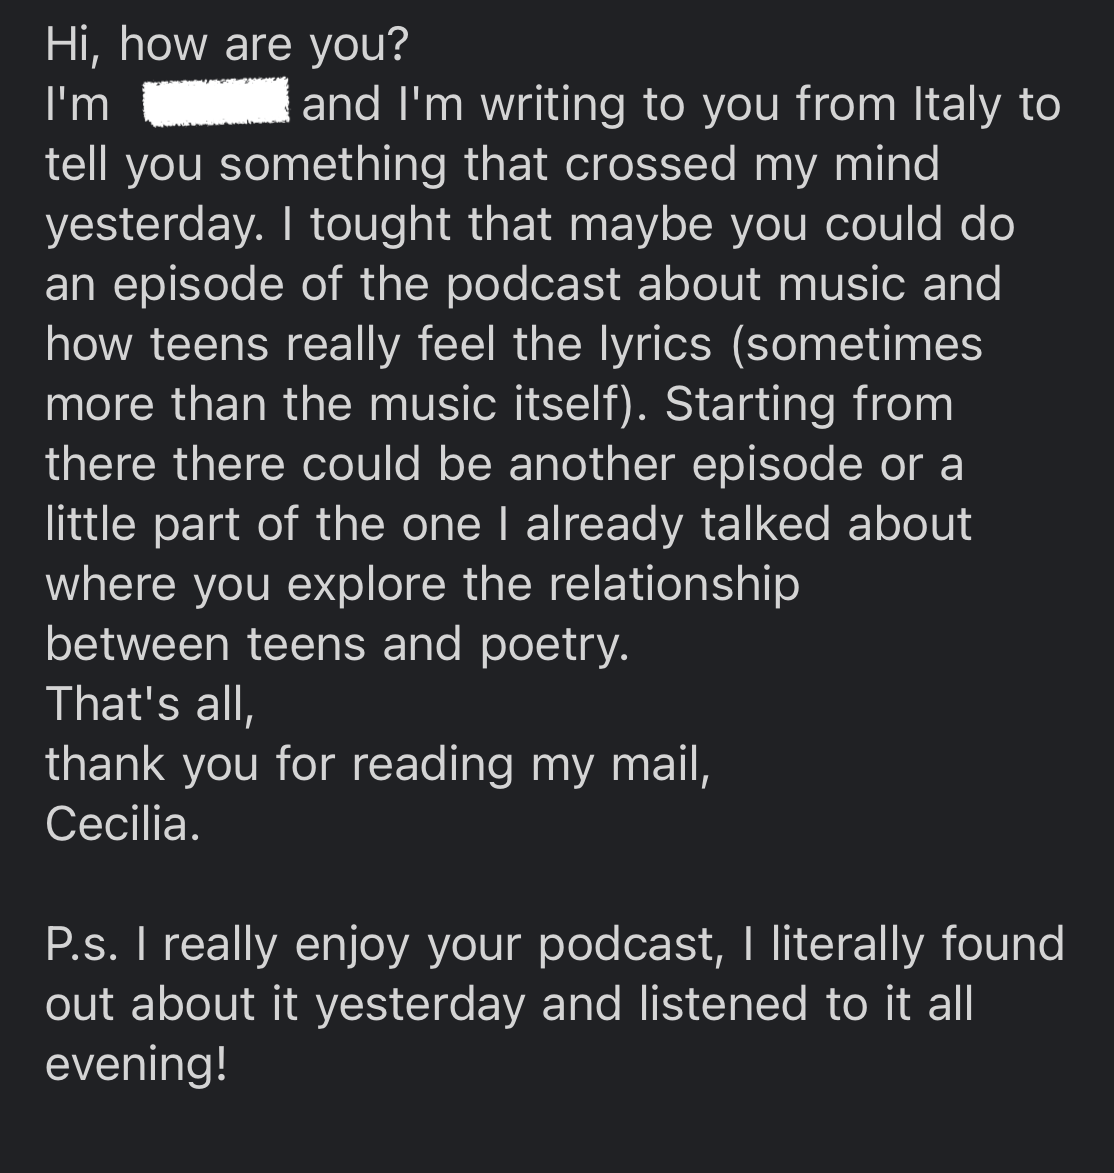 Hi, how are you?
I'm and I'm writing to you from Italy to
tell you something that crossed my mind
yesterday. I tought that maybe you could do
an episode of the podcast about music and
how teens really feel the lyrics (sometimes
more than the music itself). Starting from
there there could be another episode or a
little part of the one I already talked about
where you explore the relationship
between teens and poetry.
That's all,
thank you for reading my mail,
Cecilia.
P.s. I really enjoy your podcast, I literally found
out about it yesterday and listened to it all
evening!